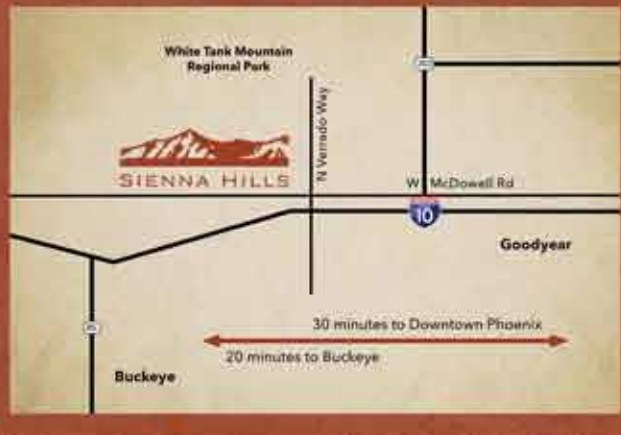 White Tank Mountain
Regional Park
N Verrado Way
SIENNA HILLS
W McDowell Rd
10
Goodyear
30 minutes to Downtown Phoenix
20 minutes to Buckeye
Buckeye